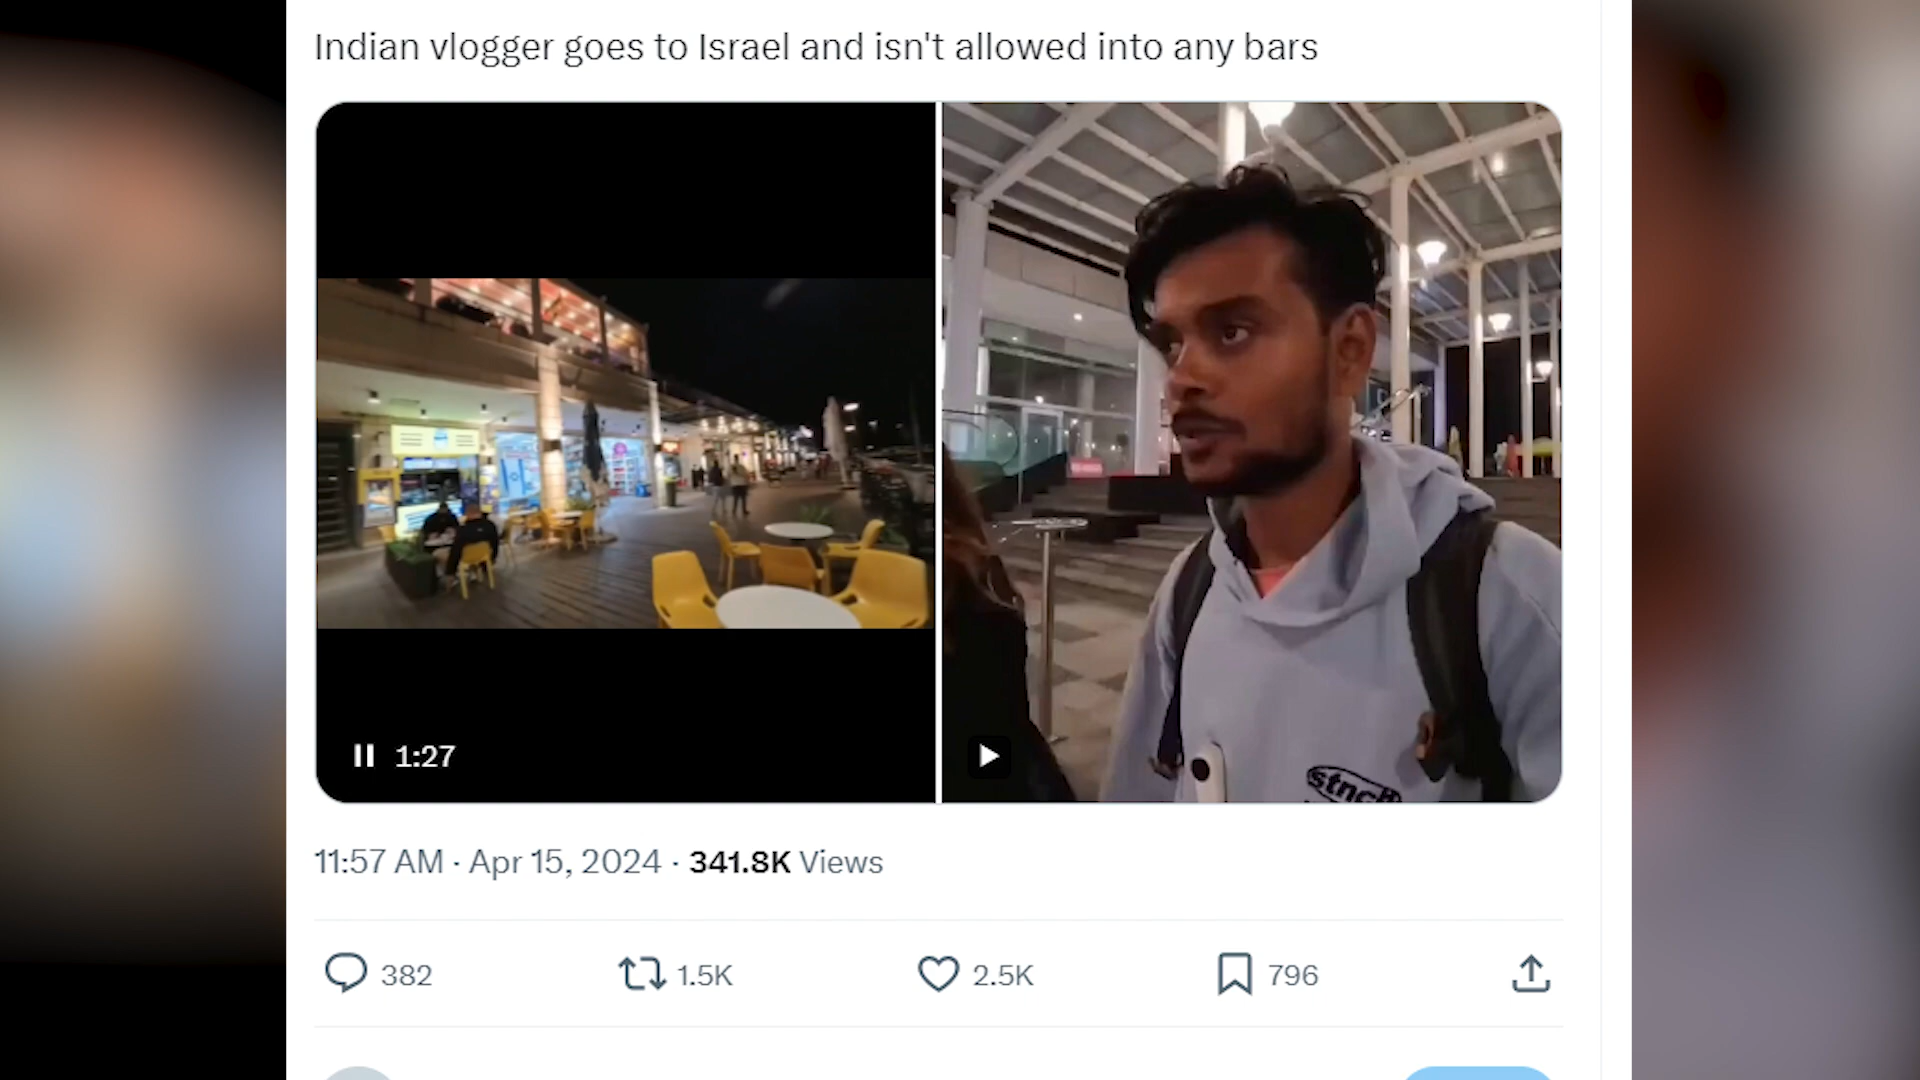 Indian vlogger goes to Israel and isn't allowed into any bars
1:27
stnch
11:57 AM · Apr 15, 2024 · 341.8K Views
382
1.5K
2.5K
796